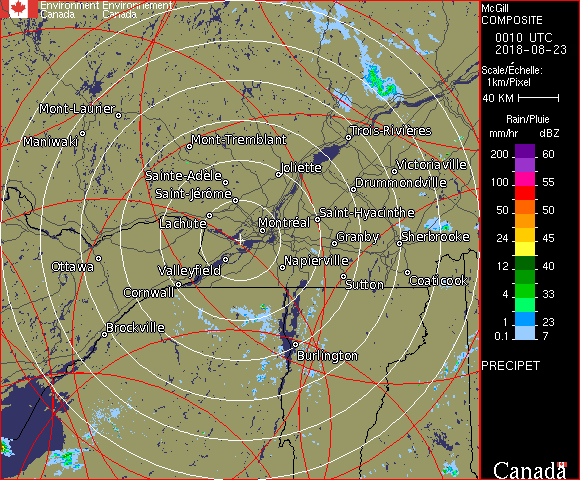 Environment Environnement
Canada Canada
Mont-Laurier
Maniwaki
Mont-Tremblant
Trois-Rivières
Sainte-Adèle
Joliette
Victoriaville
Saint-Jérôme
Drummondville
Lachute
Montréal
Saint-Hyacinthe
Granby
Sherbrooke
Ottawa
Valleyfield
Napierville
Cornwall
Sutton
Coaticook
Brockville
Burlington
McGill
COMPOSITE
0010 UTC
2018-08-23
Scale/Échelle:
1km/Pixel
40 KM
Rain/Pluie
mm/hr dBZ
200 60
100 55
50 50
24 45
12 40
4 33
1 23
0.1 7
PRECIPET
Canada